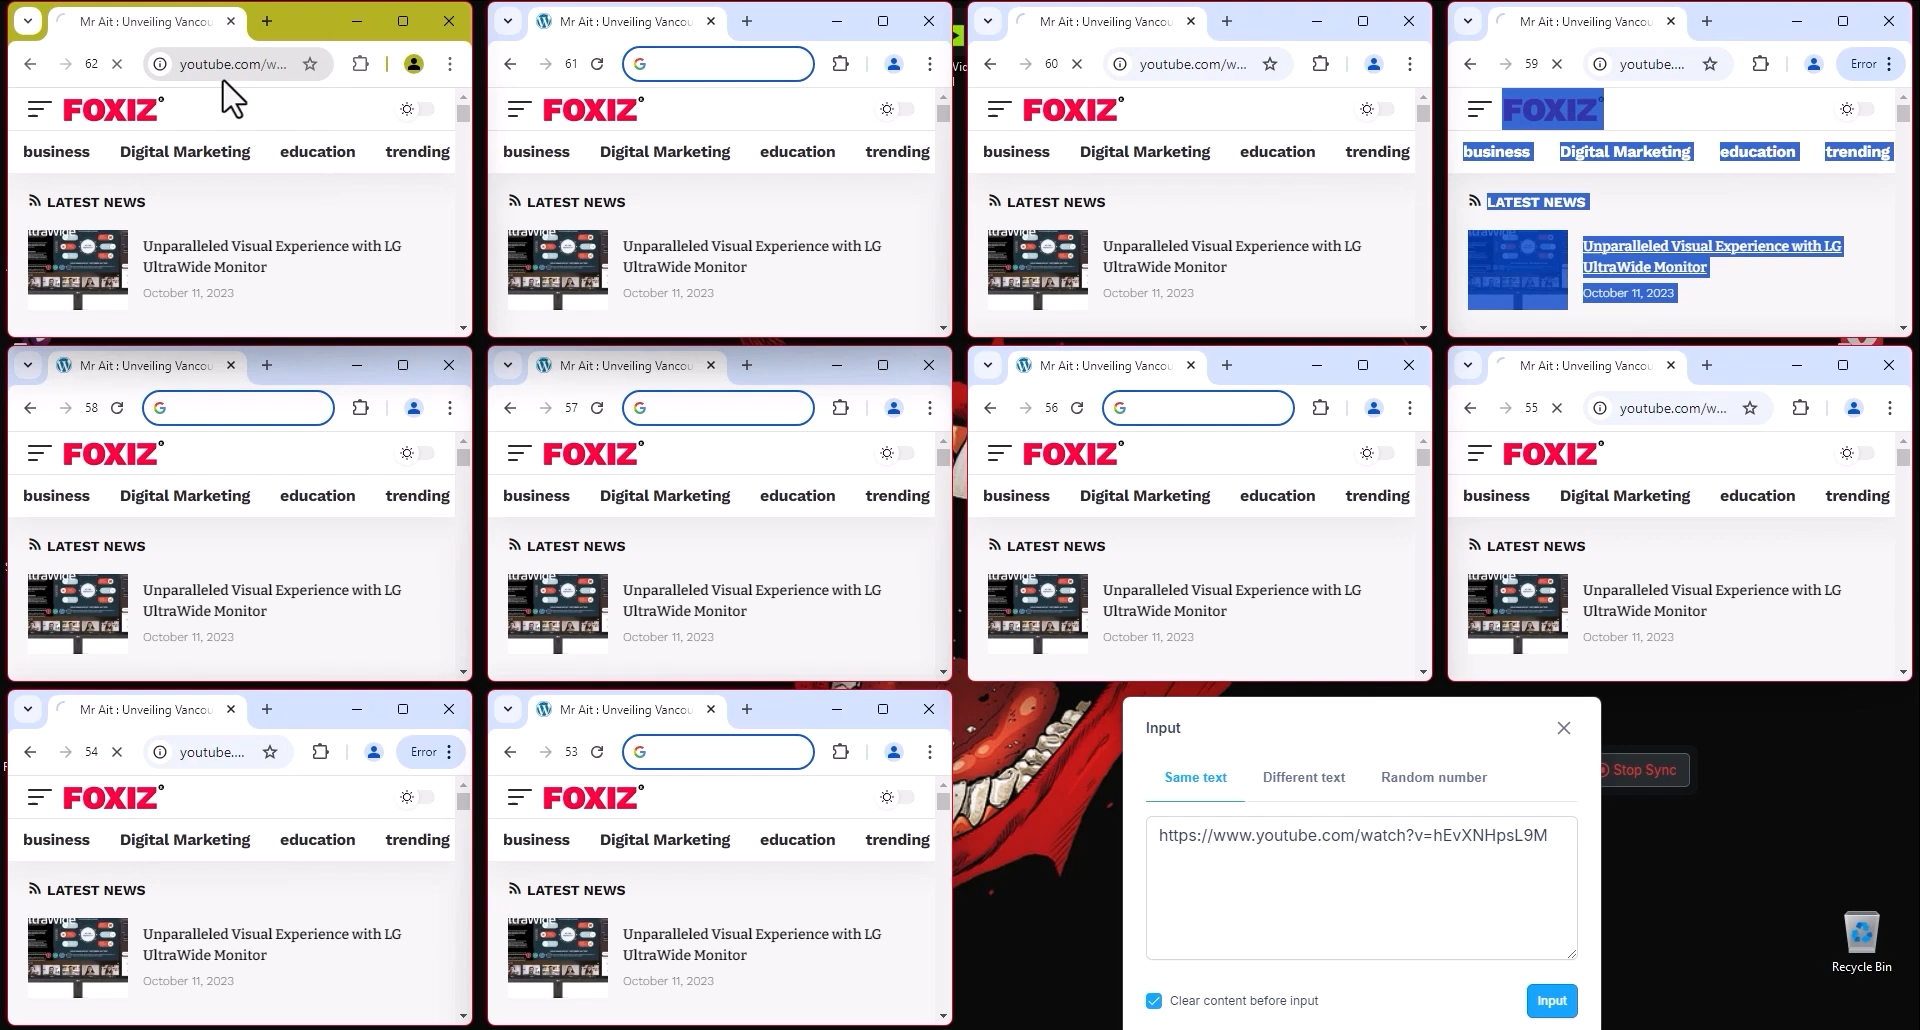 Mr Ait : Unveiling Vancou
62
youtube.com/w...
FOXIZ
business Digital Marketing education trending
LATEST NEWS
Unparalleled Visual Experience with LG
UltraWide Monitor
October 11, 2023
Mr Ait : Unveiling Vancou
61
FOXIZ
business Digital Marketing education trending
LATEST NEWS
Unparalleled Visual Experience with LG
UltraWide Monitor
October 11, 2023
Mr Ait : Unveiling Vancou
60
youtube.com/w...
FOXIZ
business Digital Marketing education trending
LATEST NEWS
Unparalleled Visual Experience with LG
UltraWide Monitor
October 11, 2023
Mr Ait : Unveiling Vancou
59
youtube....
Error
FOXIZ
business Digital Marketing education trending
LATEST NEWS
Unparalleled Visual Experience with LG
UltraWide Monitor
October 11, 2023
Mr Ait : Unveiling Vancou
58
FOXIZ
business Digital Marketing education trending
LATEST NEWS
Unparalleled Visual Experience with LG
UltraWide Monitor
October 11, 2023
Mr Ait : Unveiling Vancou
57
FOXIZ
business Digital Marketing education trending
LATEST NEWS
Unparalleled Visual Experience with LG
UltraWide Monitor
October 11, 2023
Mr Ait : Unveiling Vancou
56
FOXIZ
business Digital Marketing education trending
LATEST NEWS
Unparalleled Visual Experience with LG
UltraWide Monitor
October 11, 2023
Mr Ait : Unveiling Vancou
55
youtube.com/w...
FOXIZ
business Digital Marketing education trending
LATEST NEWS
Unparalleled Visual Experience with LG
UltraWide Monitor
October 11, 2023
Mr Ait : Unveiling Vancou
54
youtube....
Error
FOXIZ
business Digital Marketing education trending
LATEST NEWS
Unparalleled Visual Experience with LG
UltraWide Monitor
October 11, 2023
Mr Ait : Unveiling Vancou
53
FOXIZ
business Digital Marketing education trending
LATEST NEWS
Unparalleled Visual Experience with LG
UltraWide Monitor
October 11, 2023
Input
Same text Different text Random number
https://www.youtube.com/watch?v=hEvXNHpsL9M
Clear content before input
Input
Stop Sync
Recycle Bin